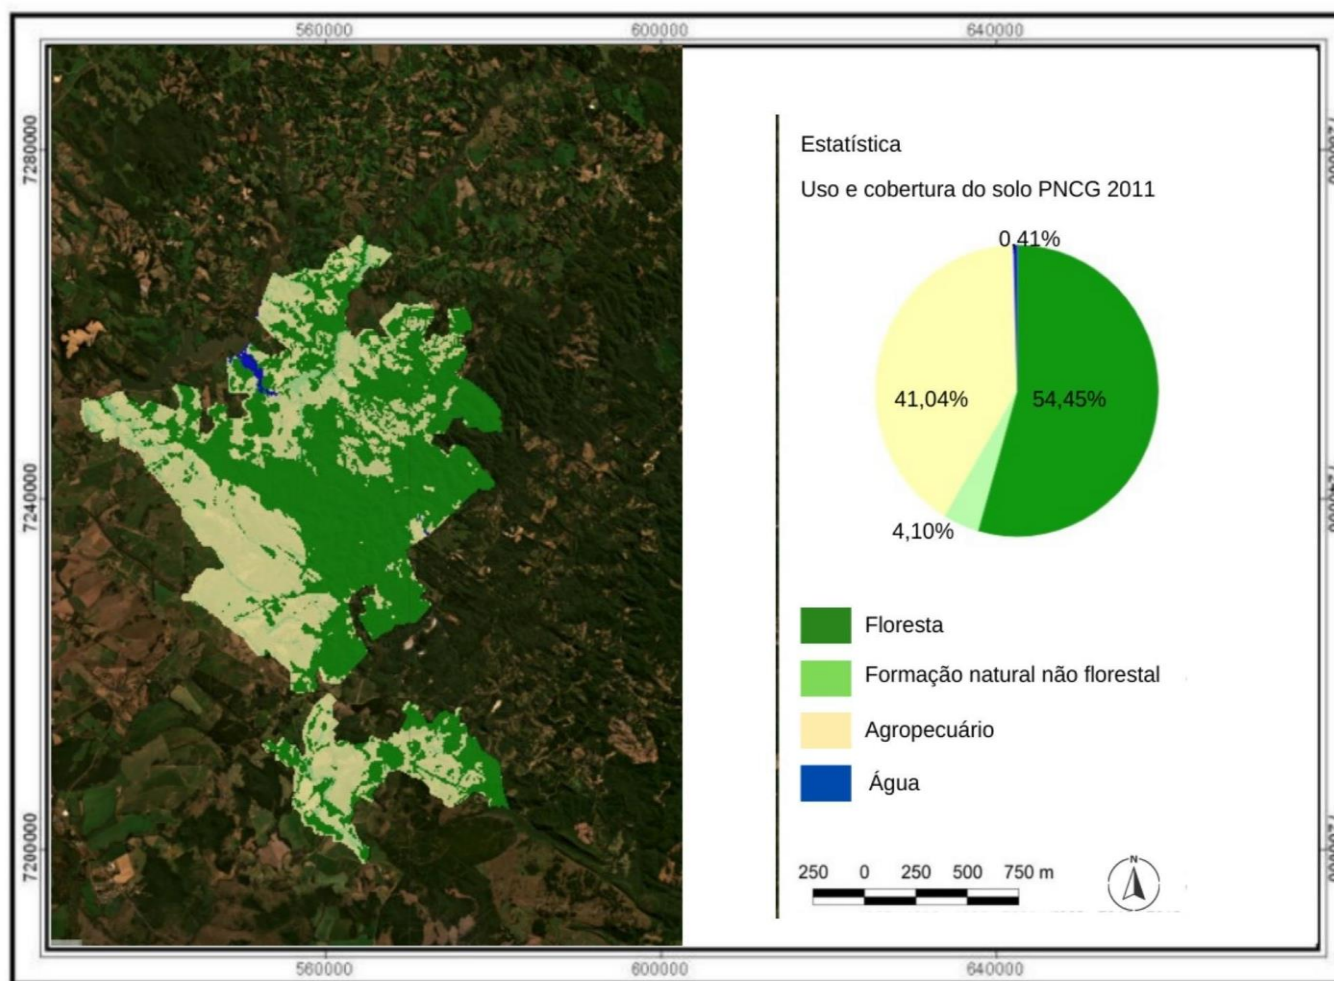 560000
600000
640000
7280000
7240000
7200000
Estatística
Uso e cobertura do solo PNCG 2011
0,41%
41,04%
54,45%
4,10%
Floresta
Formação natural não florestal
Agropecuário
Água
250 0 250 500 750 m
N
560000
600000
640000